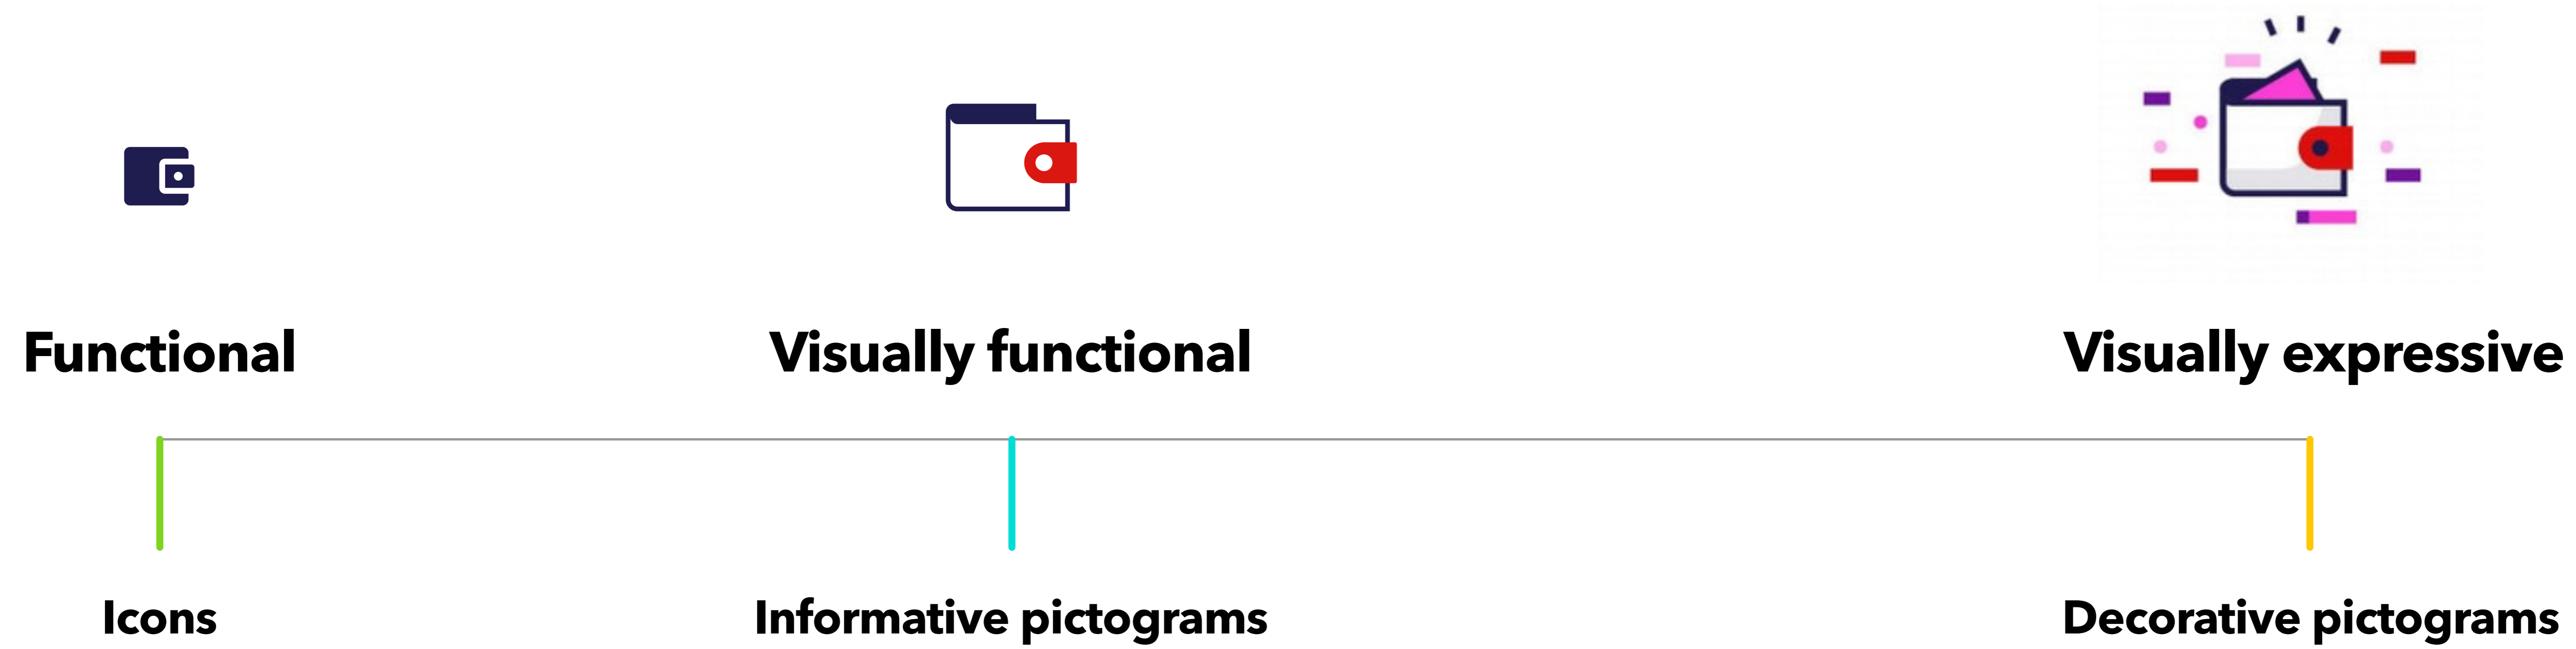 Functional
Visually functional
Visually expressive
Icons
Informative pictograms
Decorative pictograms